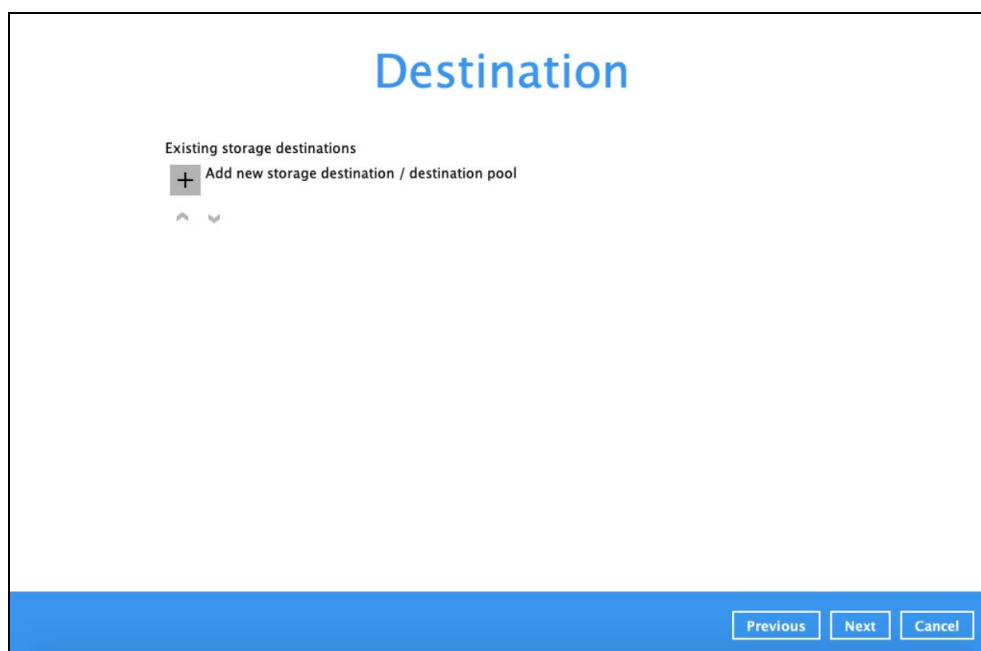 Destination
Existing storage destinations
Add new storage destination / destination pool
Previous Next Cancel